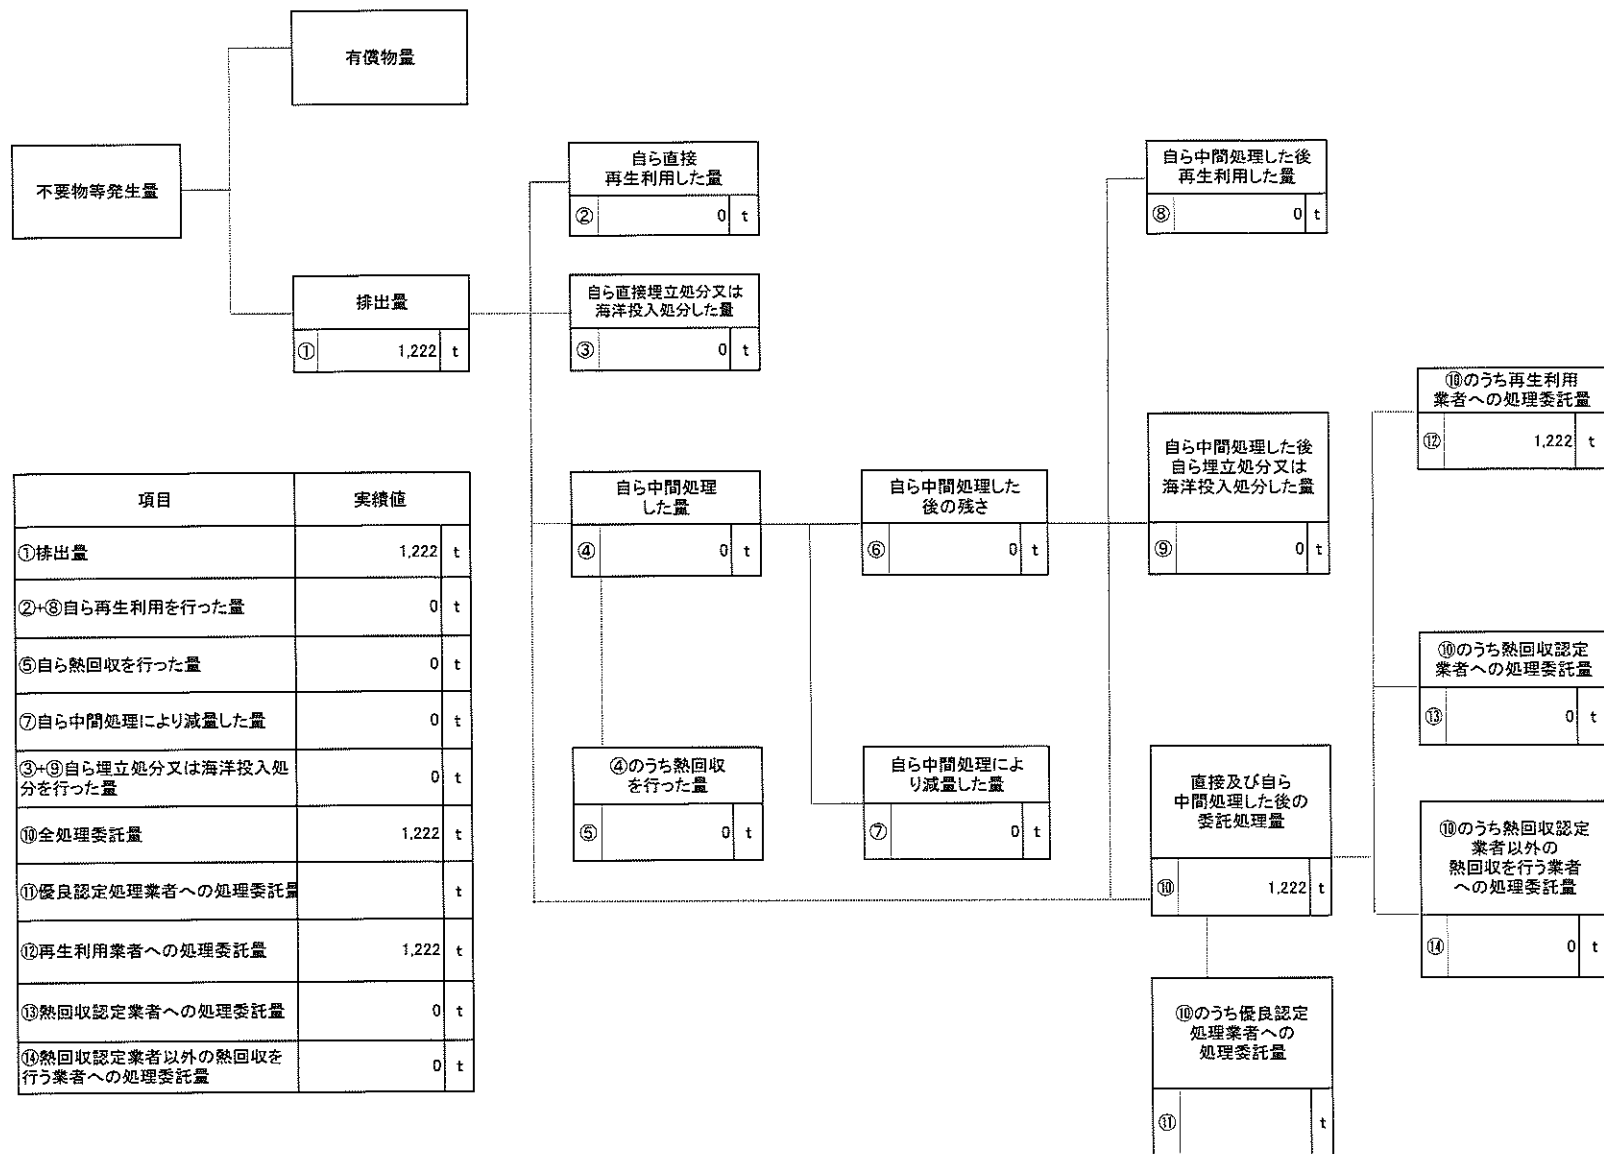 有償物量
不要物等発生量
排出量
① 1,222 t
自ら直接
再生利用した量
② 0 t
自ら直接埋立処分又は
海洋投入処分した量
③ 0 t
自ら中間処理
した量
④ 0 t
④のうち熱回収
を行った量
⑤ 0 t
自ら中間処理した
後の残さ
⑥ 0 t
自ら中間処理によ
り減量した量
⑦ 0 t
自ら中間処理した後
再生利用した量
⑧ 0 t
自ら中間処理した後
自ら埋立処分又は
海洋投入処分した量
⑨ 0 t
直接及び自ら
中間処理した後の
委託処理量
⑩ 1,222 t
⑩のうち優良認定
処理業者への
処理委託量
⑪ t
⑩のうち再生利用
業者への処理委託量
⑫ 1,222 t
⑩のうち熱回収認定
業者への処理委託量
⑬ 0 t
⑩のうち熱回収認定
業者以外の
熱回収を行う業者
への処理委託量
⑭ 0 t
項目 実績値
①排出量 1,222 t
②+⑧自ら再生利用を行った量 0 t
⑤自ら熱回収を行った量 0 t
⑦自ら中間処理により減量した量 0 t
③+⑨自ら埋立処分又は海洋投入処
分を行った量 0 t
⑩全処理委託量 1,222 t
⑪優良認定処理業者への処理委託量 t
⑫再生利用業者への処理委託量 1,222 t
⑬熱回収認定業者への処理委託量 0 t
⑭熱回収認定業者以外の熱回収を
行う業者への処理委託量 0 t